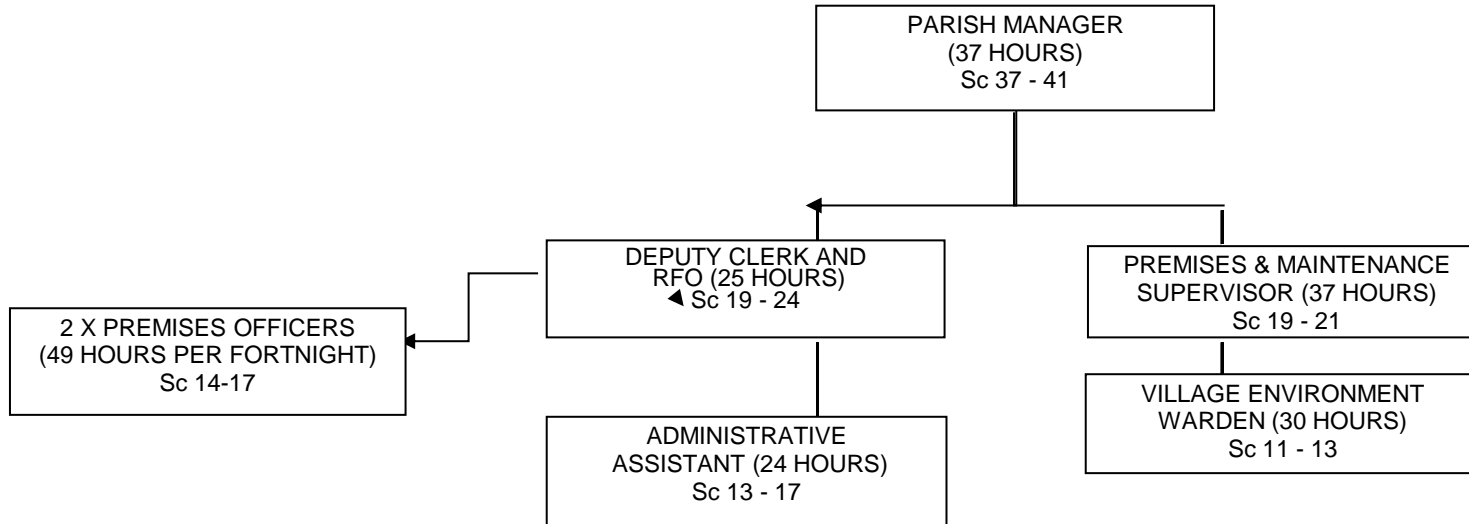 PARISH MANAGER
(37 HOURS)
Sc 37 - 41
DEPUTY CLERK AND
RFO (25 HOURS)
Sc 19 - 24
PREMISES & MAINTENANCE
SUPERVISOR (37 HOURS)
Sc 19 - 21
2 X PREMISES OFFICERS
(49 HOURS PER FORTNIGHT)
Sc 14-17
VILLAGE ENVIRONMENT
WARDEN (30 HOURS)
Sc 11 - 13
ADMINISTRATIVE
ASSISTANT (24 HOURS)
Sc 13 - 17